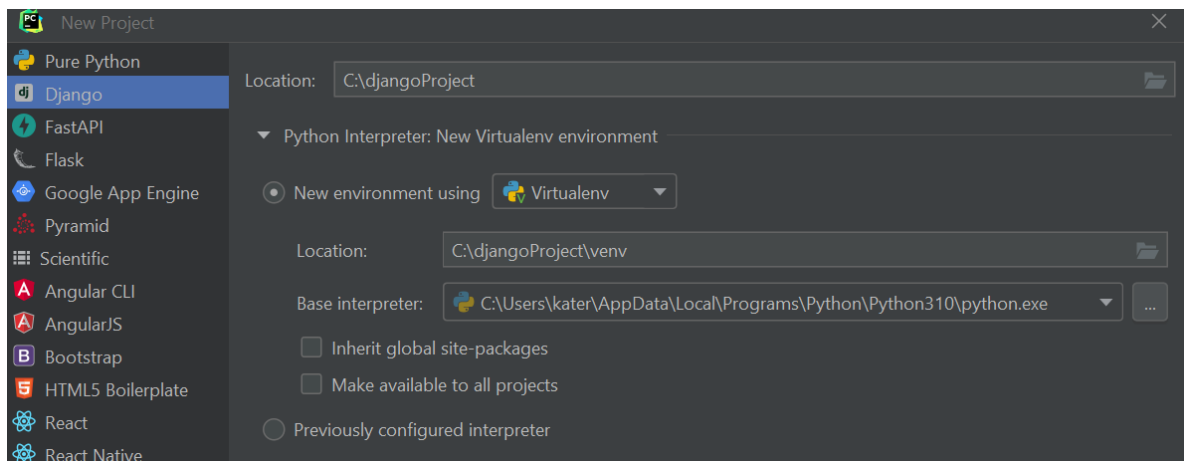 PC
New Project
Pure Python
dj Django
FastAPI
Flask
Google App Engine
Pyramid
Scientific
A Angular CLI
A AngularJS
B Bootstrap
5 HTML5 Boilerplate
React
React Native
Location: C:\djangoProject
Python Interpreter: New Virtualenv environment
New environment using V Virtualenv
Location: C:\djangoProject\venv
Base interpreter: C:\Users\kater\AppData\Local\Programs\Python\Python310\python.exe ...
Inherit global site-packages
Make available to all projects
Previously configured interpreter